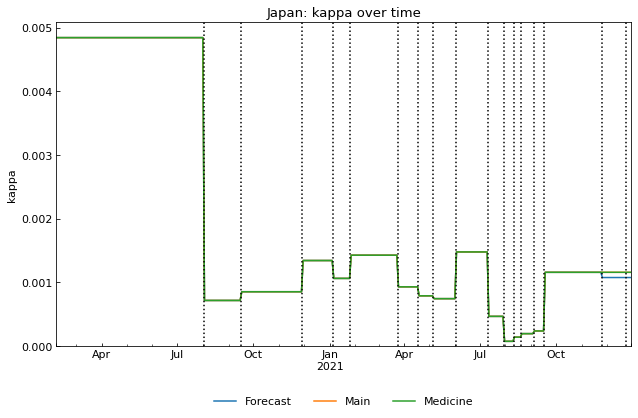 Japan: kappa over time
kappa
0.005
0.004
0.003
0.002
0.001
0.000
Apr Jul Oct Jan Apr Jul Oct
2021
Forecast Main Medicine